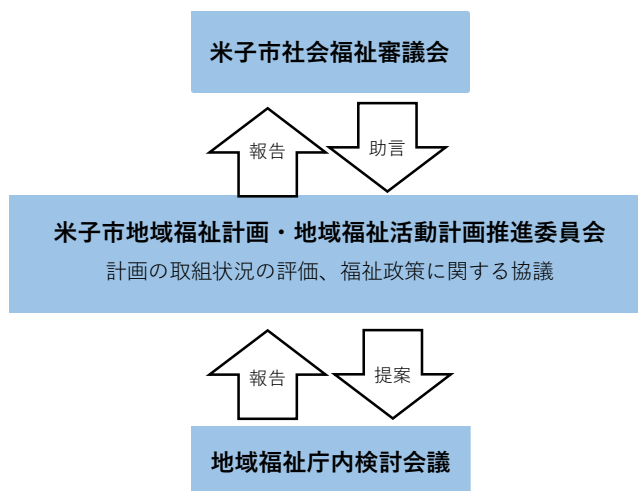 米子市社会福祉審議会
報告
助言
米子市地域福祉計画・地域福祉活動計画推進委員会
計画の取組状況の評価、福祉政策に関する協議
報告
提案
地域福祉庁内検討会議